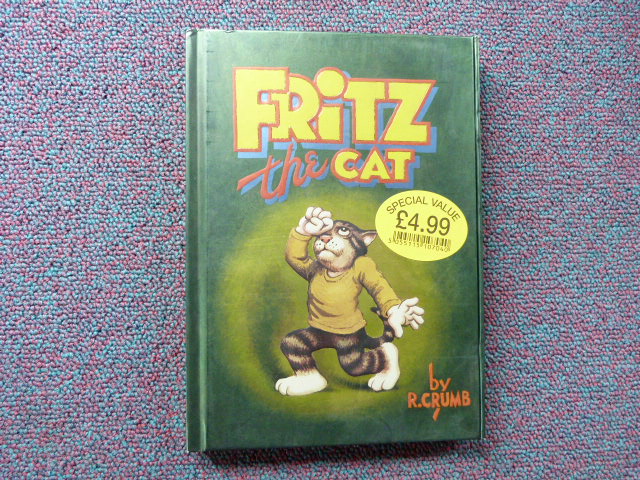 FRiTZ
the CAT
SPECIAL VALUE
£4.99
by
R.CRUMB